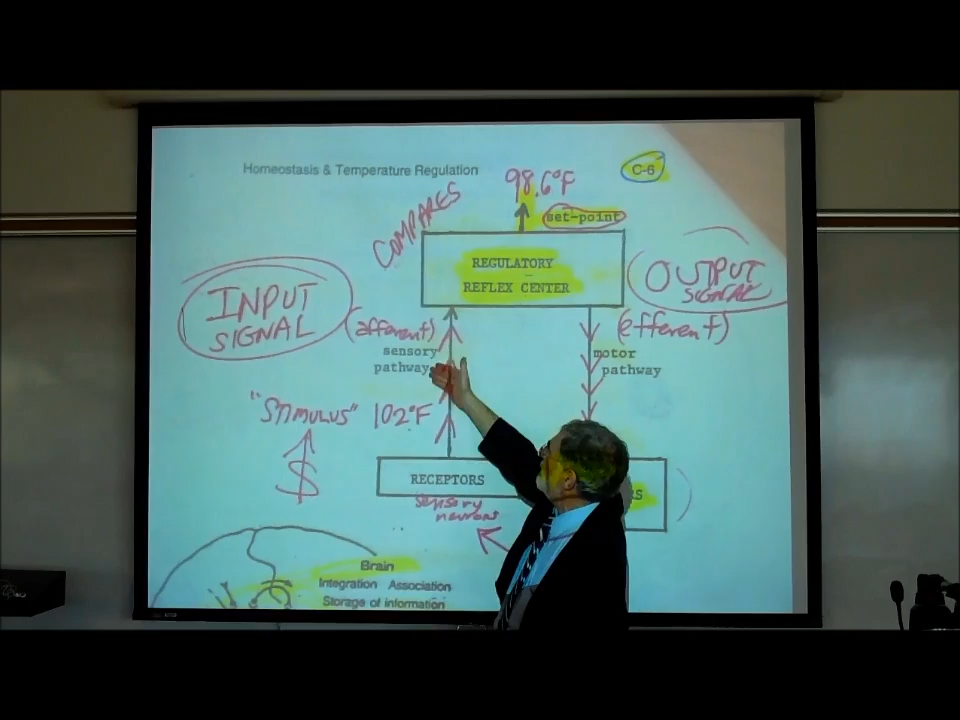 Homeostasis & Temperature Regulation
C-6
98.6°F
set-point
COMPARES
REGULATORY
REFLEX CENTER
INPUT
SIGNAL
OUTPUT
SIGNAL
(afferent)
(efferent)
sensory
pathway
motor
pathway
"STIMULUS" 102°F
$
RECEPTORS
RS
sensory
neurons
Brain
Integration Association
Storage of information